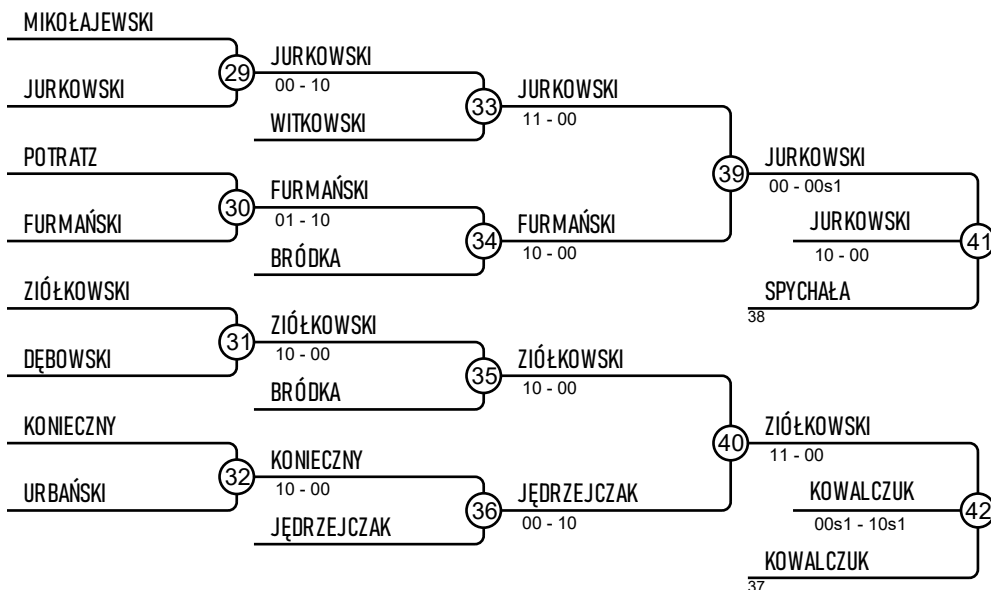 MIKOŁAJEWSKI
29
JURKOWSKI
00 - 10
JURKOWSKI
33
JURKOWSKI
11 - 00
WITKOWSKI
POTRATZ
39
JURKOWSKI
00 - 00s1
30
FURMAŃSKI
01 - 10
FURMAŃSKI
34
FURMAŃSKI
10 - 00
JURKOWSKI
10 - 00
41
BRÓDKA
ZIÓŁKOWSKI
SPYCHAŁA
38
31
ZIÓŁKOWSKI
10 - 00
DĘBOWSKI
35
ZIÓŁKOWSKI
10 - 00
BRÓDKA
KONIECZNY
40
ZIÓŁKOWSKI
11 - 00
32
KONIECZNY
10 - 00
URBAŃSKI
36
JĘDRZEJCZAK
00 - 10
KOWALCZUK
00s1 - 10s1
42
JĘDRZEJCZAK
KOWALCZUK
37